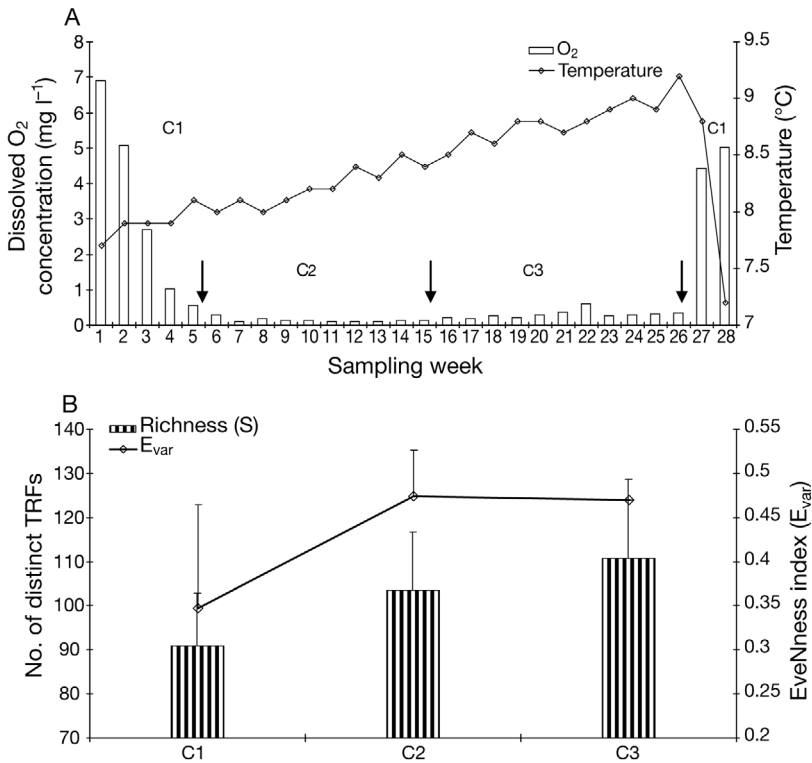 A
Dissolved O2
concentration (mg l–1)
8
7
6
5
4
3
2
1
0
O2
Temperature
C1
C2
C3
C1
9.5
9
8.5
8
7.5
7
Temperature (°C)
1 2 3 4 5 6 7 8 9 10 11 12 13 14 15 16 17 18 19 20 21 22 23 24 25 26 27 28
Sampling week
B
No. of distinct TRFs
140
130
120
110
100
90
80
70
Richness (S)
Evar
0.55
0.5
0.45
0.4
0.35
0.3
0.25
0.2
EveNness index (Evar)
C1 C2 C3